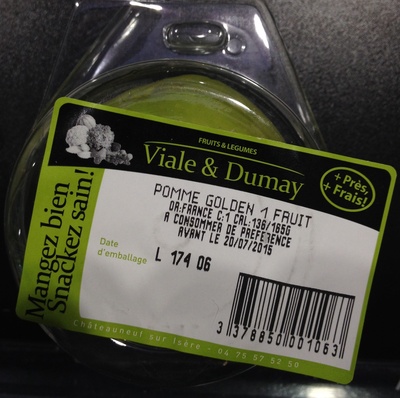 FRUITS & LEGUMES
Viale & Dumay
+ Près,
+ Frais!
Mangez bien
Snackez sain!
POMME GOLDEN 1 FRUIT
OR:FRANCE C:1 CAL:136/165G
A CONSOMMER DE PREFERENCE
AVANT LE 20/07/2015
Date
d'emballage
L 174 06
3 378850 001063
Châteauneuf sur Isère - 04 75 57 52 50